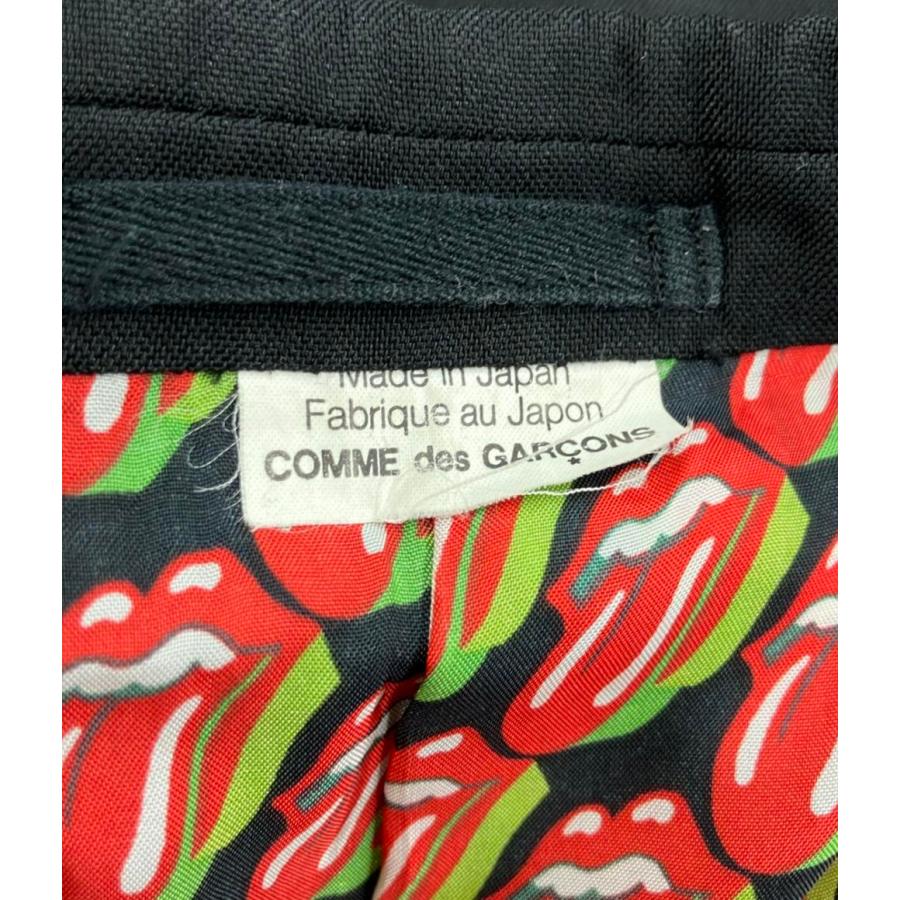 Made in Japan
Fabrique au Japon
COMME des GARÇONS